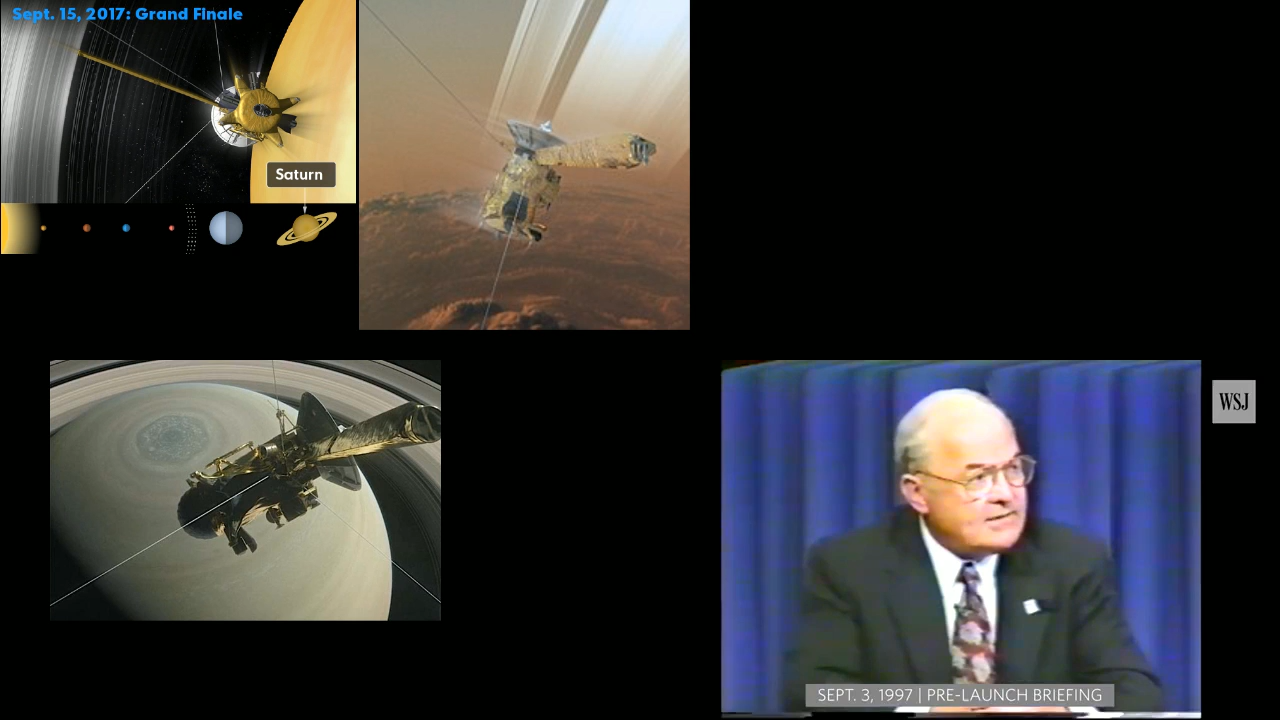 Sept. 15, 2017: Grand Finale
Saturn
WSJ
SEPT. 3, 1997 | PRE-LAUNCH BRIEFING